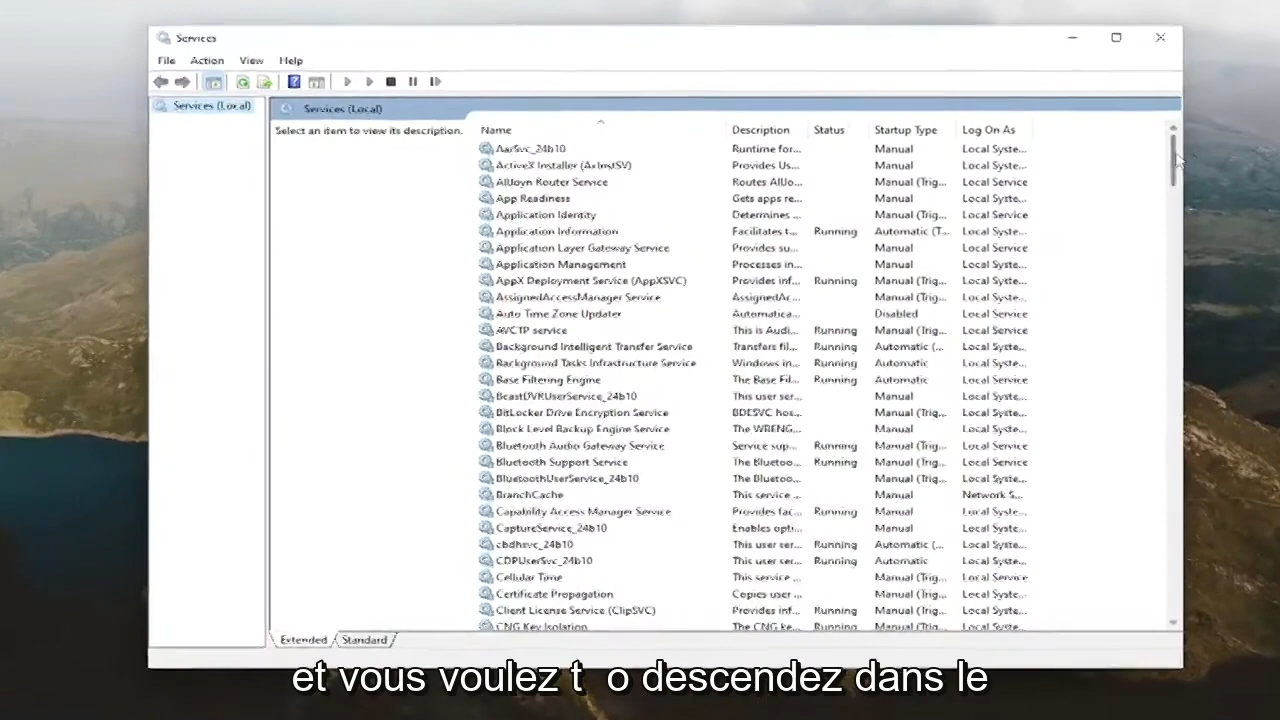 Services
File Action View Help
Services (Local)
Services (Local)
Select an item to view its description.
Name Description Status Startup Type Log On As
AarSvc_24b10 Runtime for... Manual Local Syste...
ActiveX Installer (AxInstSV) Provides Us... Manual Local Syste...
AllJoyn Router Service Routes AllJo... Manual (Trig... Local Service
App Readiness Gets apps re... Manual Local Syste...
Application Identity Determines ... Manual (Trig... Local Service
Application Information Facilitates t... Running Automatic (T... Local Syste...
Application Layer Gateway Service Provides su... Manual Local Service
Application Management Processes in... Manual Local Syste...
AppX Deployment Service (AppXSVC) Provides inf... Running Manual (Trig... Local Syste...
AssignedAccessManager Service AssignedAc... Manual (Trig... Local Syste...
Auto Time Zone Updater Automatica... Disabled Local Service
AVCTP service This is Audi... Running Manual (Trig... Local Service
Background Intelligent Transfer Service Transfers fil... Running Automatic (... Local Syste...
Background Tasks Infrastructure Service Windows in... Running Automatic Local Syste...
Base Filtering Engine The Base Fil... Running Automatic Local Service
BcastDVRUserService_24b10 This user ser... Manual Local Syste...
BitLocker Drive Encryption Service BDESVC hos... Manual (Trig... Local Syste...
Block Level Backup Engine Service The WBENG... Manual Local Syste...
Bluetooth Audio Gateway Service Service sup... Running Manual (Trig... Local Service
Bluetooth Support Service The Bluetoo... Running Manual (Trig... Local Service
BluetoothUserService_24b10 The Bluetoo... Manual (Trig... Local Syste...
BranchCache This service ... Manual Network S...
Capability Access Manager Service Provides fac... Running Manual (Trig... Local Syste...
CaptureService_24b10 Enables opti... Manual Local Syste...
cbdhsvc_24b10 This user ser... Running Automatic (... Local Syste...
CDPUserSvc_24b10 This user ser... Running Automatic Local Syste...
Cellular Time This service ... Manual (Trig... Local Service
Certificate Propagation Copies user ... Manual (Trig... Local Syste...
Client License Service (ClipSVC) Provides inf... Running Manual (Trig... Local Syste...
CNG Key Isolation The CNG ke... Running Manual (Trig... Local Syste...
Extended Standard
et vous voulez t o descendez dans le